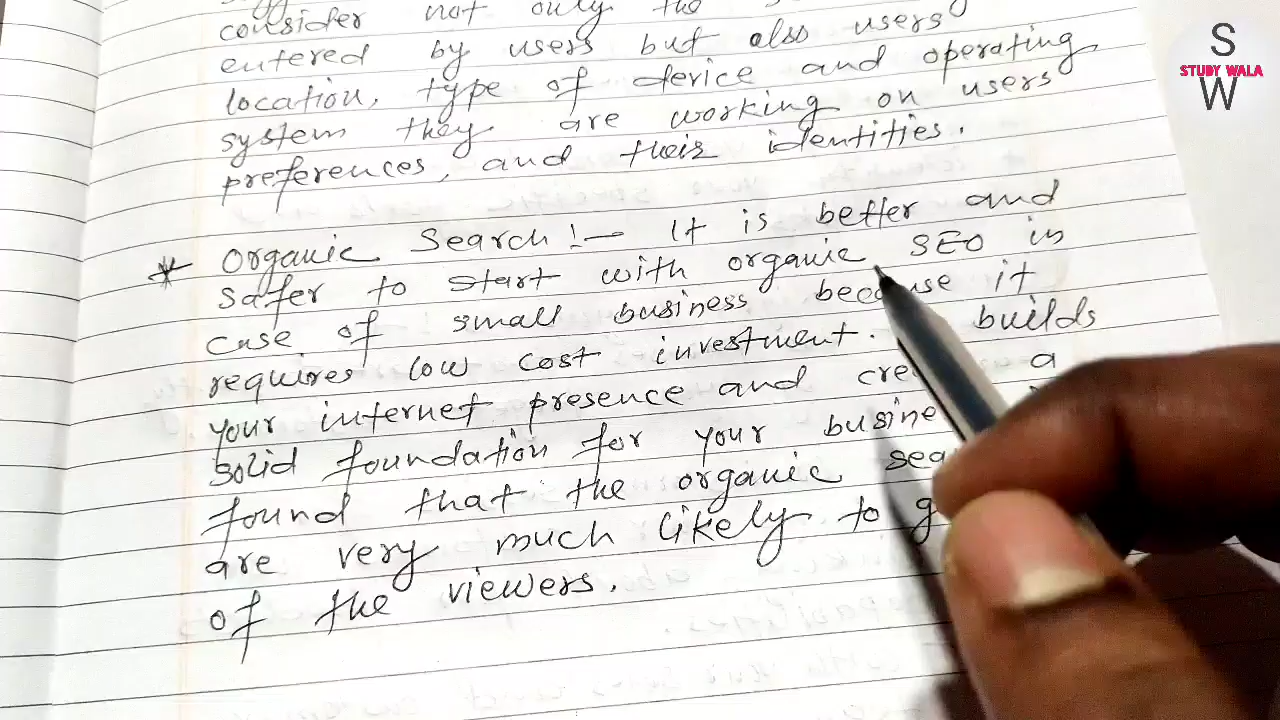 consider not only the
entered by users but also users
location, type of device and operating
system they are working on users
preferences, and their identities.
* Organic Search :- It is better and
safer to start with organic SEO in
case of small business because it
requires low cost investment. builds
your internet presence and a
solid foundation for your
found that the organic
are very much likely to
of the viewers.
S
STUDY WALA
W